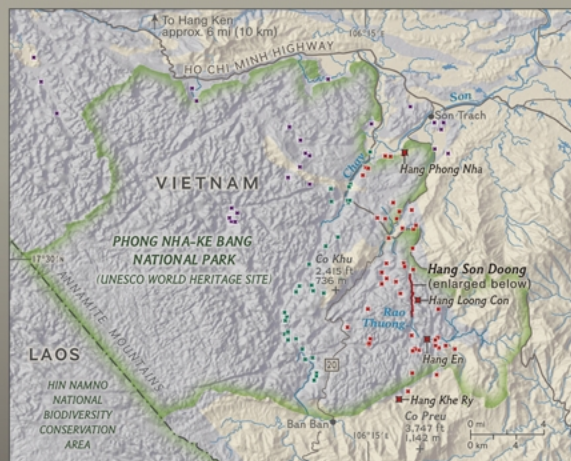 To Hang Ken
approx. 6 mi (10 km)
106°15'E
HO CHI MINH HIGHWAY
Son
Son Trach
Chay
Hang Phong Nha
VIETNAM
PHONG NHA-KE BANG
NATIONAL PARK
(UNESCO WORLD HERITAGE SITE)
Co Khu
2,415 ft
736 m
Hang Son Doong
(enlarged below)
Hang Loong Con
17°30'N
ANNAMITE MOUNTAINS
Rao
Thuong
LAOS
Hang En
20
HIN NAMNO
NATIONAL
BIODIVERSITY
CONSERVATION
AREA
Hang Khe Ry
Ban Ban
106°15'E
Co Preu
3,747 ft
1,142 m
0 mi 4
0 km 4